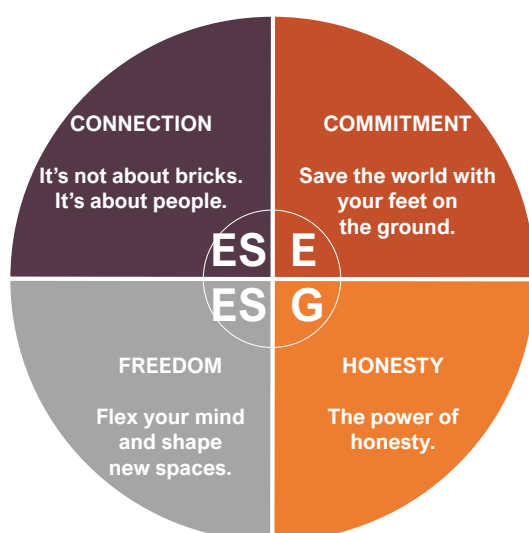 CONNECTION
It's not about bricks.
It's about people.
COMMITMENT
Save the world with
your feet on
the ground.
ES E
ES G
FREEDOM
Flex your mind
and shape
new spaces.
HONESTY
The power of
honesty.